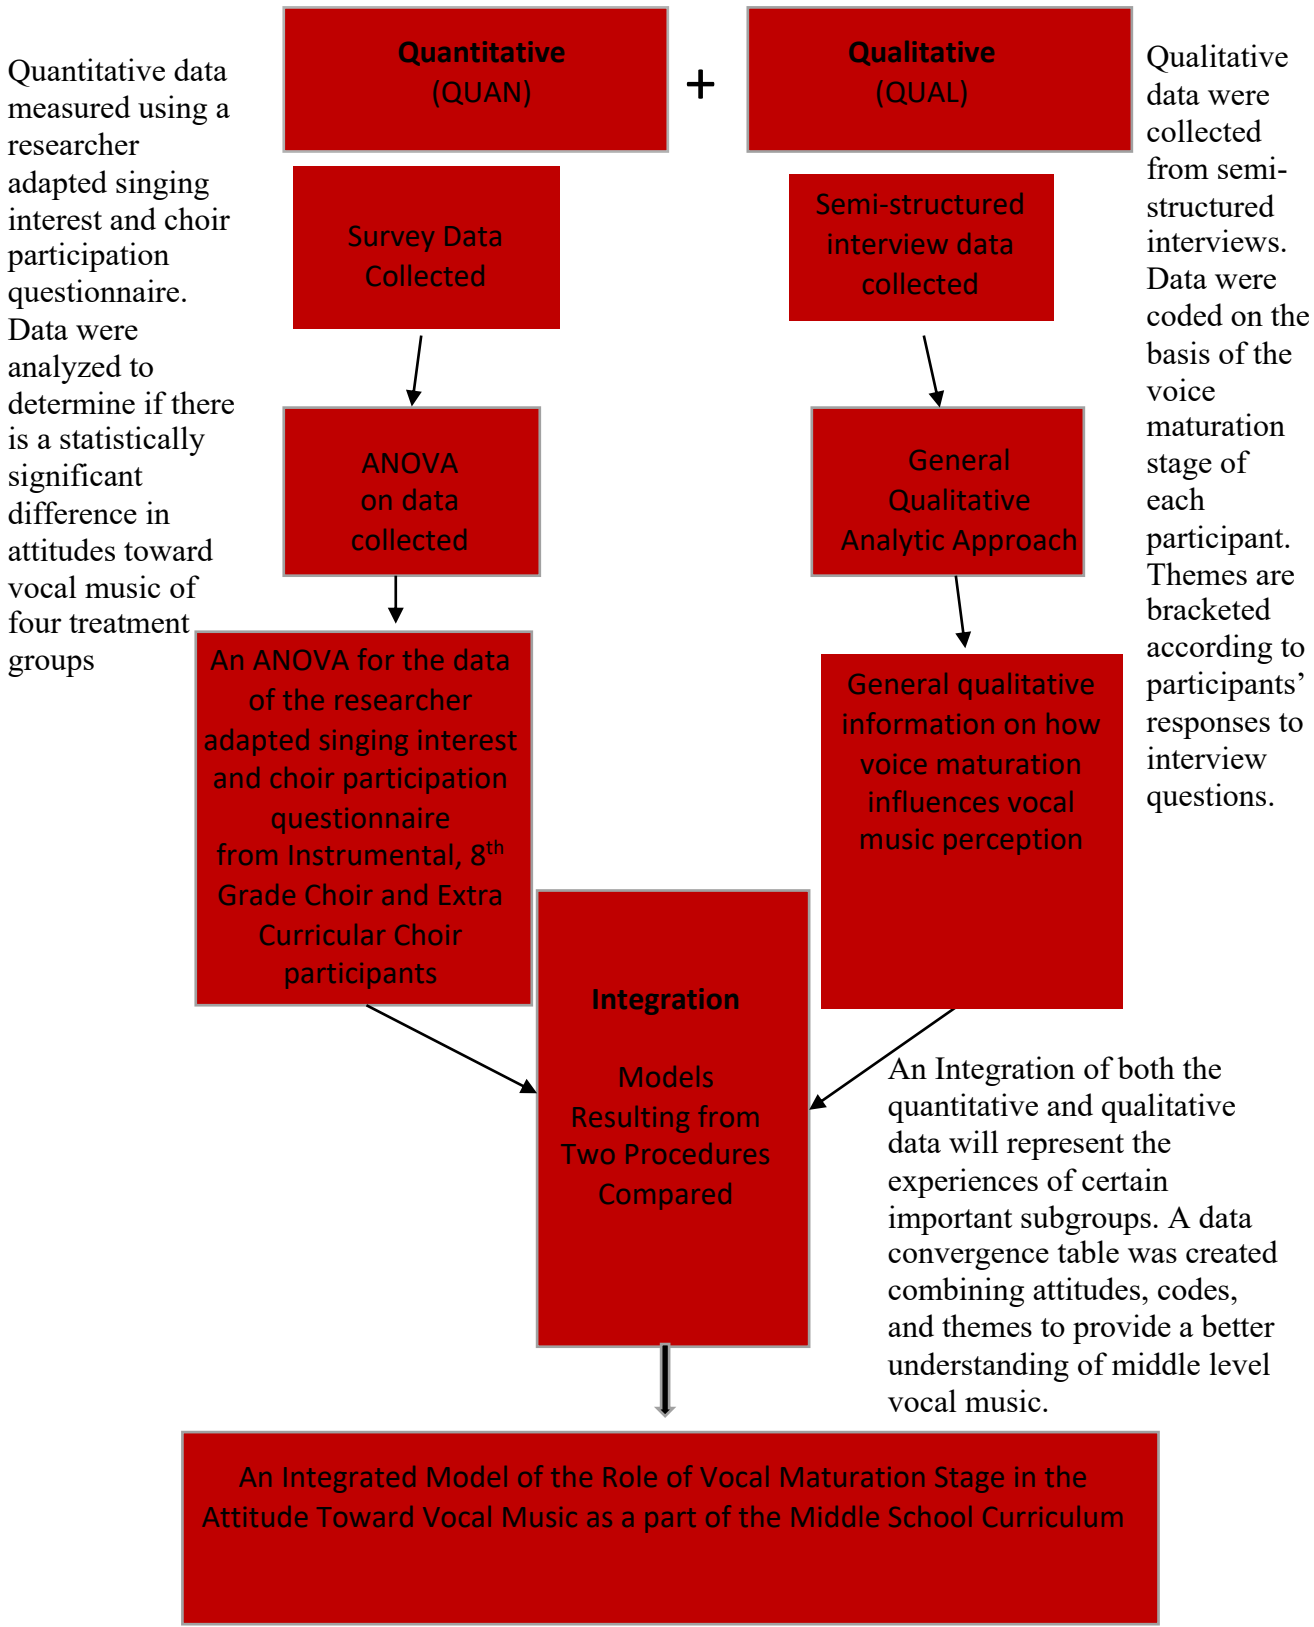 Quantitative
(QUAN)
+
Qualitative
(QUAL)
Quantitative data
measured using a
researcher
adapted singing
interest and choir
participation
questionnaire.
Data were
analyzed to
determine if there
is a statistically
significant
difference in
attitudes toward
vocal music of
four treatment
groups
Qualitative
data were
collected
from semi-
structured
interviews.
Data were
coded on the
basis of the
voice
maturation
stage of
each
participant.
Themes are
bracketed
according to
participants’
responses to
interview
questions.
Survey Data
Collected
Semi-structured
interview data
collected
ANOVA
on data
collected
General
Qualitative
Analytic Approach
An ANOVA for the data
of the researcher
adapted singing interest
and choir participation
questionnaire
from Instrumental, 8th
Grade Choir and Extra
Curricular Choir
participants
General qualitative
information on how
voice maturation
influences vocal
music perception
Integration
Models
Resulting from
Two Procedures
Compared
An Integration of both the
quantitative and qualitative
data will represent the
experiences of certain
important subgroups. A data
convergence table was created
combining attitudes, codes,
and themes to provide a better
understanding of middle level
vocal music.
An Integrated Model of the Role of Vocal Maturation Stage in the
Attitude Toward Vocal Music as a part of the Middle School Curriculum